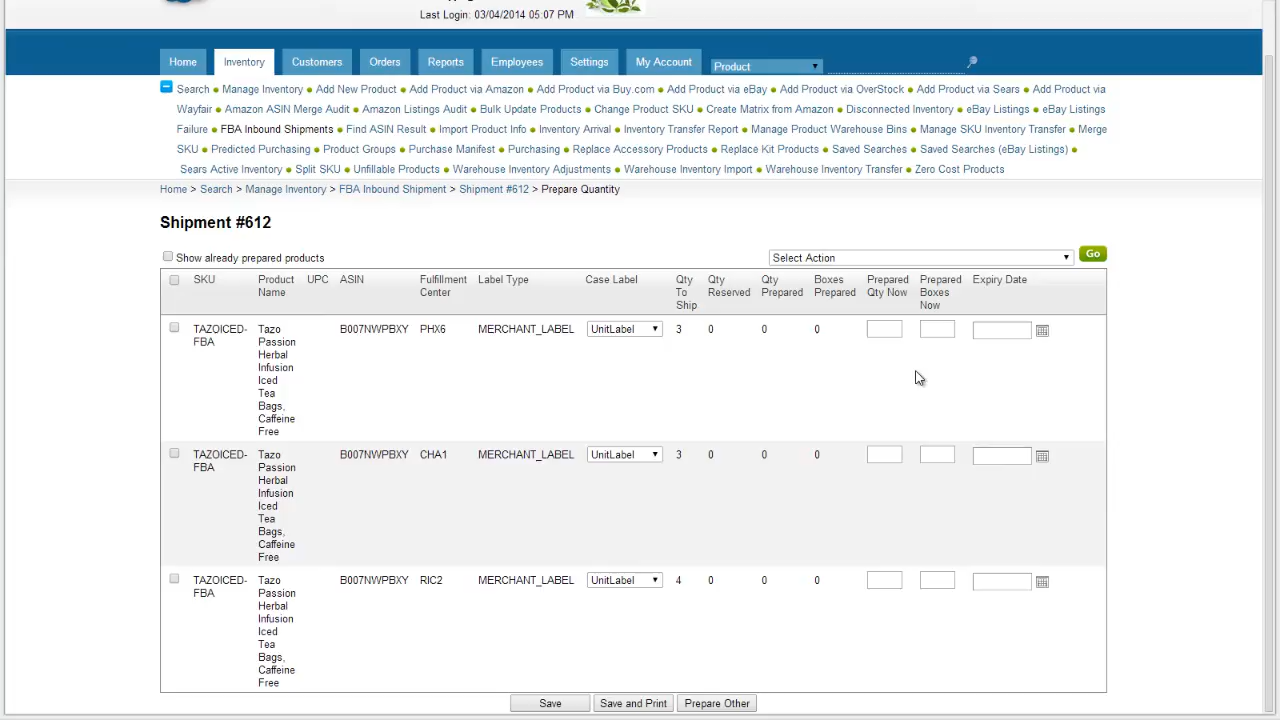 Last Login: 03/04/2014 05:07 PM
Home Inventory Customers Orders Reports Employees Settings My Account Product
Search Manage Inventory Add New Product Add Product via Amazon Add Product via Buy.com Add Product via eBay Add Product via OverStock Add Product via Sears Add Product via
Wayfair Amazon ASIN Merge Audit Amazon Listings Audit Bulk Update Products Change Product SKU Create Matrix from Amazon Disconnected Inventory eBay Listings eBay Listings
Failure FBA Inbound Shipments Find ASIN Result Import Product Info Inventory Arrival Inventory Transfer Report Manage Product Warehouse Bins Manage SKU Inventory Transfer Merge
SKU Predicted Purchasing Product Groups Purchase Manifest Purchasing Replace Accessory Products Replace Kit Products Saved Searches Saved Searches (eBay Listings)
Sears Active Inventory Split SKU Unfillable Products Warehouse Inventory Adjustments Warehouse Inventory Import Warehouse Inventory Transfer Zero Cost Products
Home > Search > Manage Inventory > FBA Inbound Shipment > Shipment #612 > Prepare Quantity
Shipment #612
Show already prepared products Select Action Go
SKU Product UPC ASIN Fulfillment Label Type Case Label Qty Qty Qty Boxes Prepared Prepared Expiry Date
Name Center To Reserved Prepared Prepared Qty Now Boxes
Ship Now
TAZOICED- Tazo B007NWPBXY PHX6 MERCHANT_LABEL UnitLabel 3 0 0 0
FBA Passion
Herbal
Infusion
Iced
Tea
Bags,
Caffeine
Free
TAZOICED- Tazo B007NWPBXY CHA1 MERCHANT_LABEL UnitLabel 3 0 0 0
FBA Passion
Herbal
Infusion
Iced
Tea
Bags,
Caffeine
Free
TAZOICED- Tazo B007NWPBXY RIC2 MERCHANT_LABEL UnitLabel 4 0 0 0
FBA Passion
Herbal
Infusion
Iced
Tea
Bags,
Caffeine
Free
Save Save and Print Prepare Other